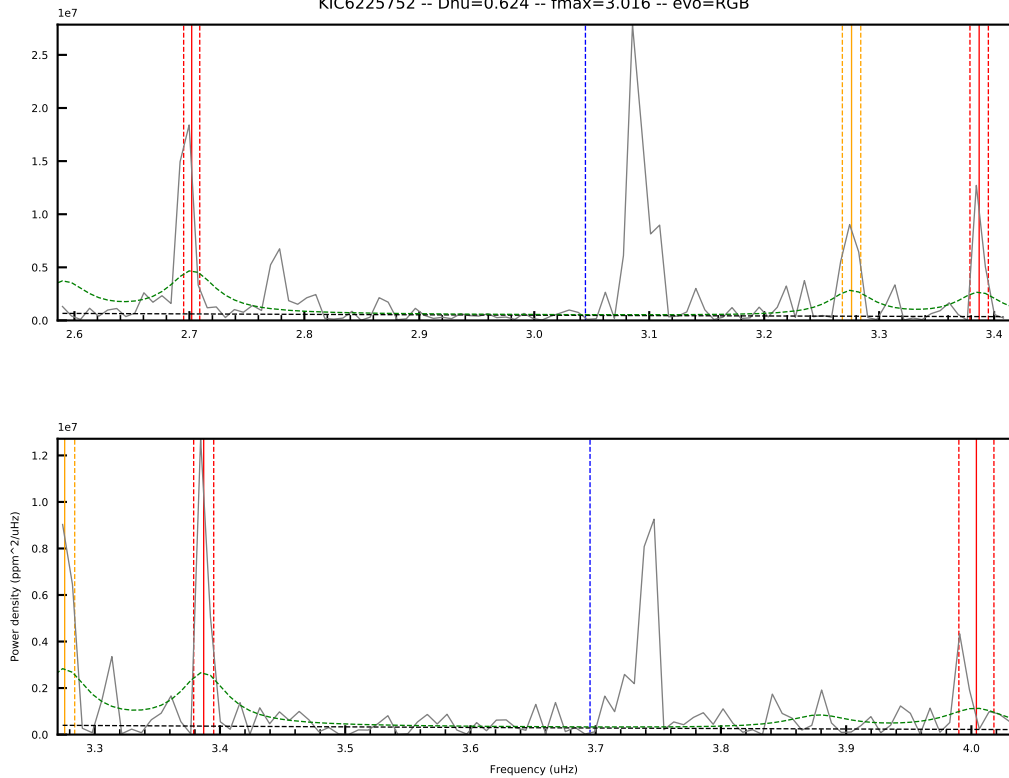 KIC6225752 -- Dnu=0.624 -- fmax=3.016 -- evo=RGB
1e7
2.5
2.0
1.5
1.0
0.5
0.0
2.6 2.7 2.8 2.9 3.0 3.1 3.2 3.3 3.4
1e7
1.2
1.0
0.8
0.6
0.4
0.2
0.0
Power density (ppm^2/uHz)
3.3 3.4 3.5 3.6 3.7 3.8 3.9 4.0
Frequency (uHz)